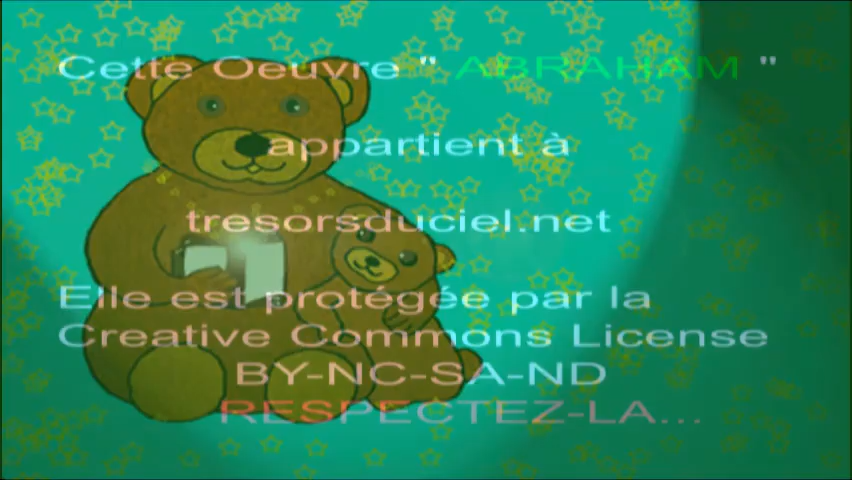 Cette Oeuvre " ABRAHAM "
appartient à
tresorsduciel.net
Elle est protégée par la
Creative Commons License
BY-NC-SA-ND
RESPECTEZ-LA...